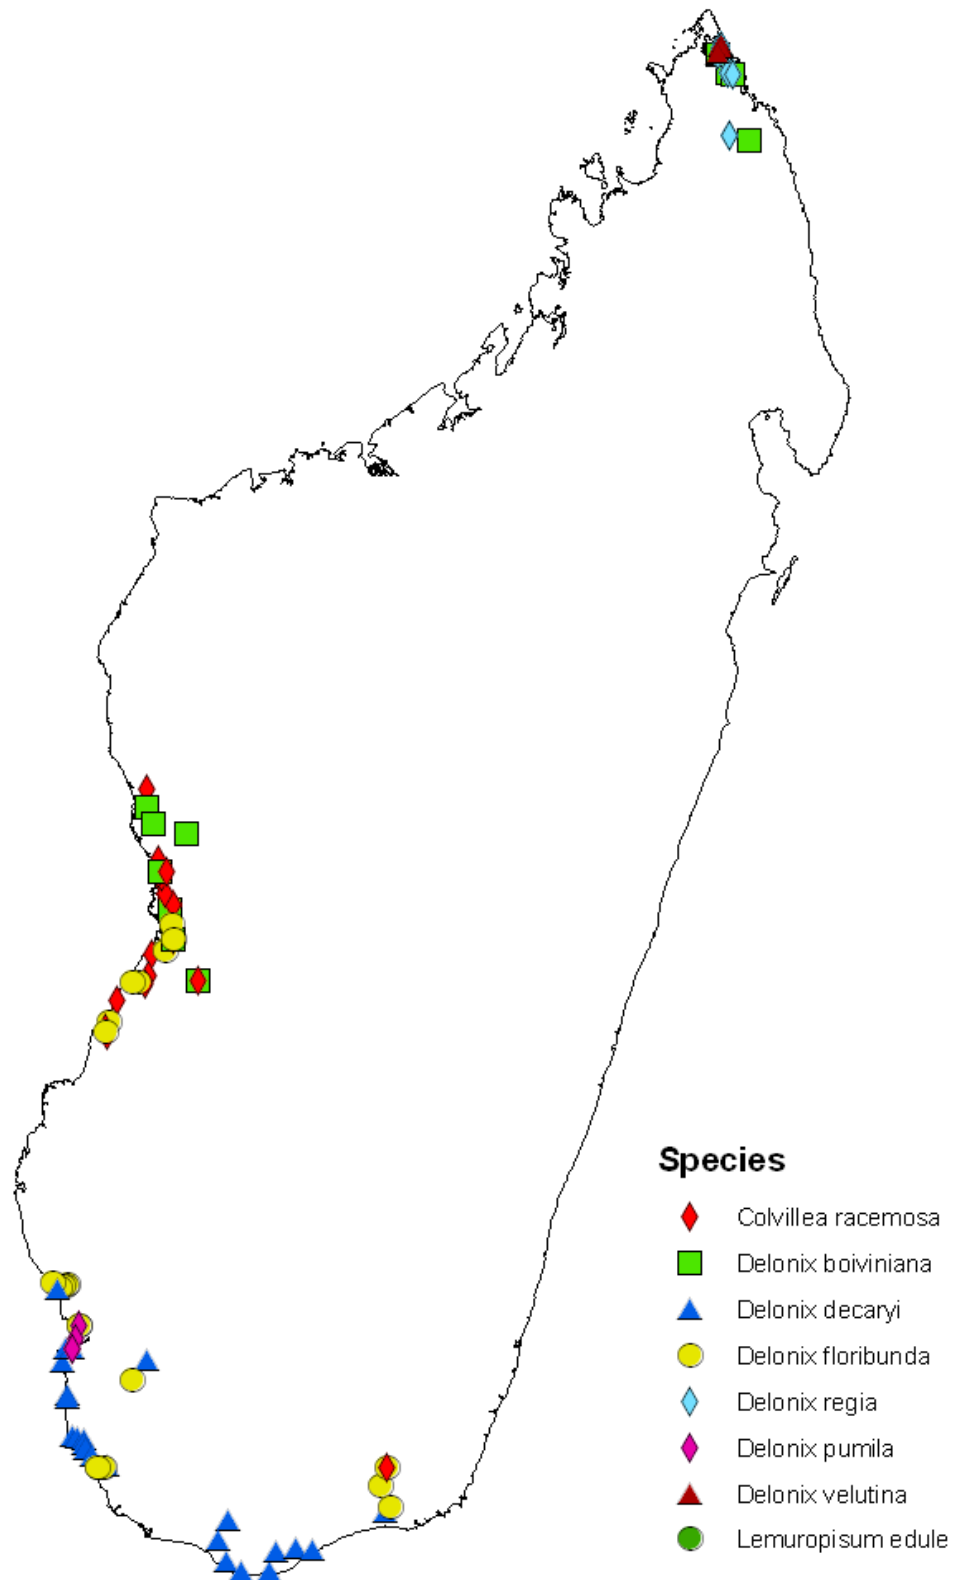 Species
Colvillea racemosa
Delonix boiviniana
Delonix decaryi
Delonix floribunda
Delonix regia
Delonix pumila
Delonix velutina
Lemuropisum edule